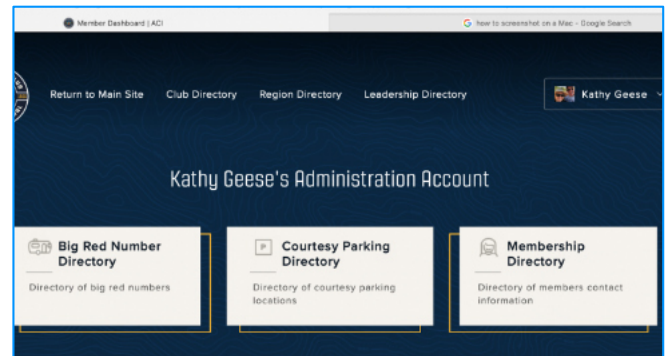 Member Dashboard | ACI
how to screenshot on a Mac - Google Search
Return to Main Site Club Directory Region Directory Leadership Directory Kathy Geese
Kathy Geese's Administration Account
Big Red Number
Directory
Directory of big red numbers
P Courtesy Parking
Directory
Directory of courtesy parking
locations
Membership
Directory
Directory of members contact
information